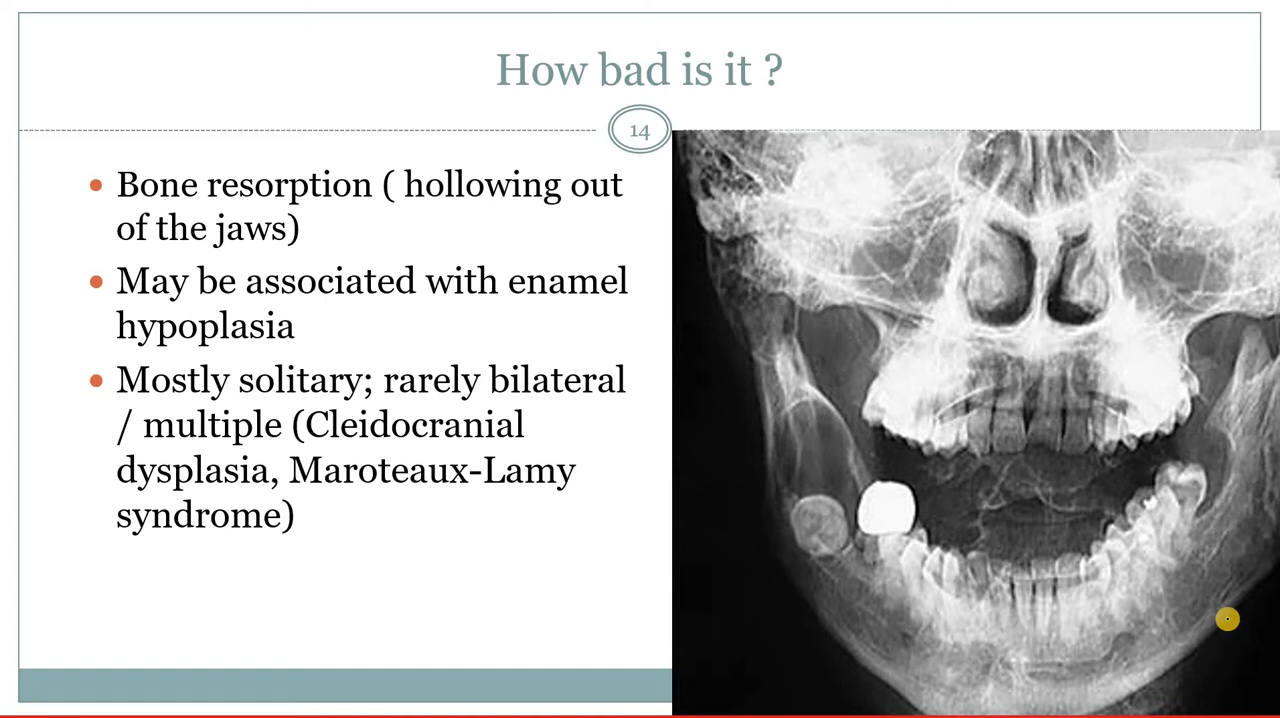 How bad is it ?
14
Bone resorption ( hollowing out
of the jaws)
May be associated with enamel
hypoplasia
Mostly solitary; rarely bilateral
/ multiple (Cleidocranial
dysplasia, Maroteaux-Lamy
syndrome)